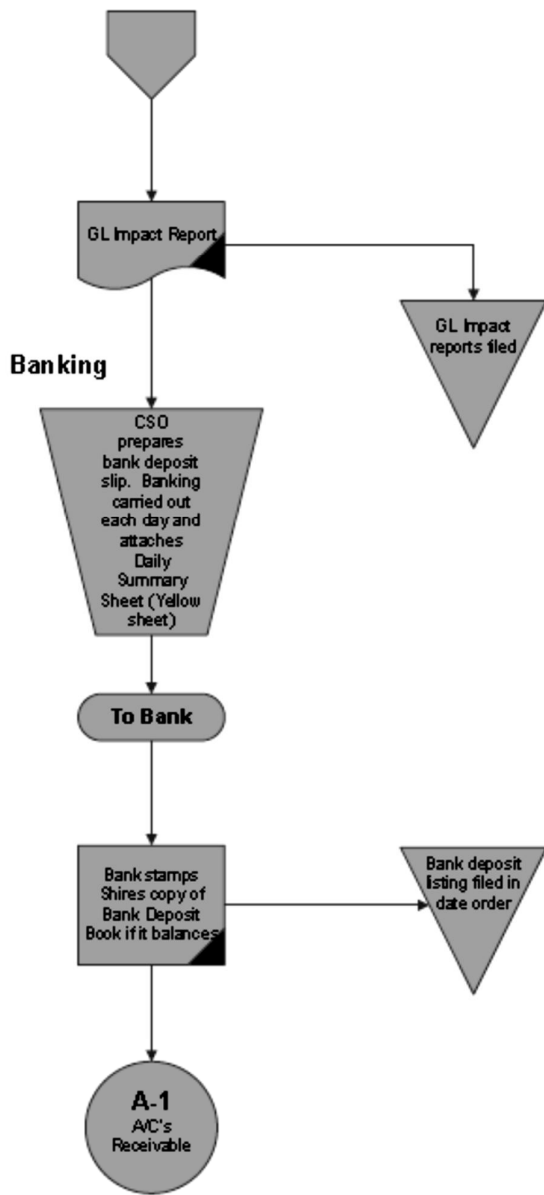 GL Impact Report
GL Impact
reports filed
Banking
CSO
prepares
bank deposit
slip. Banking
carried out
each day and
attaches
Daily
Summary
Sheet (Yellow
sheet)
To Bank
Bank stamps
Shires copy of
Bank Deposit
Book if it balances
Bank deposit
listing filed in
date order
A-1
A/C's
Receivable